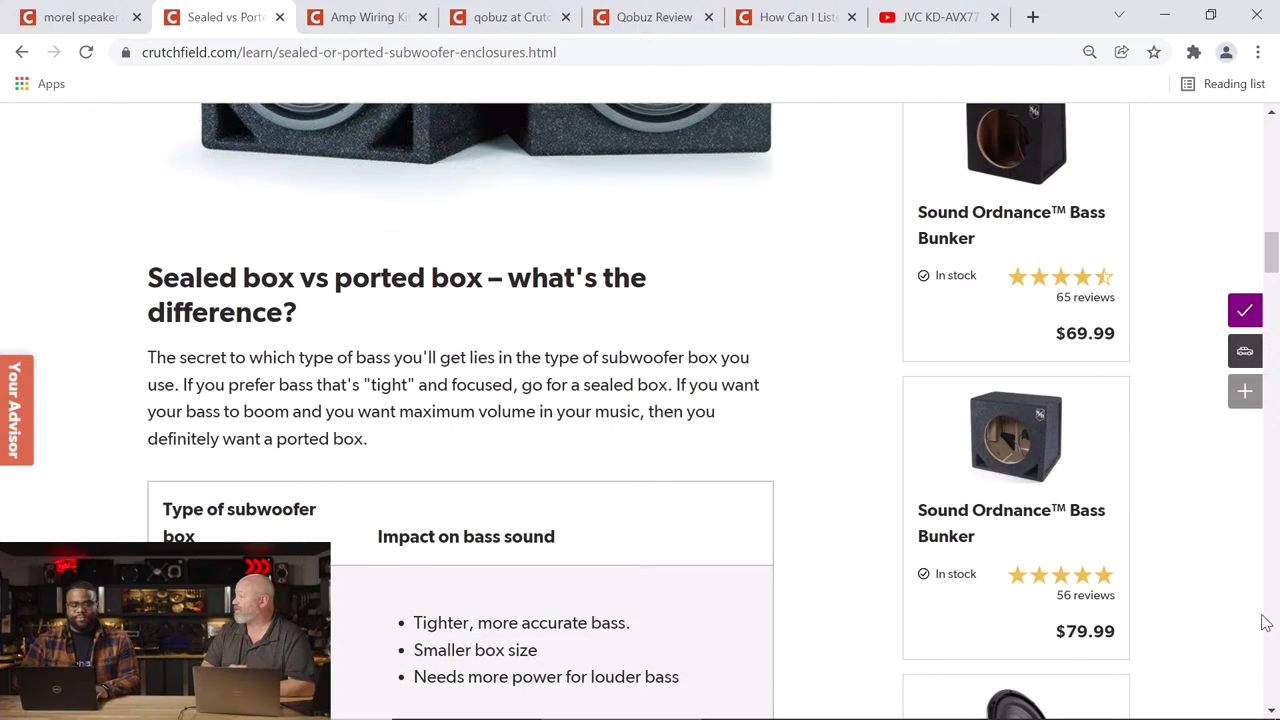 morel speaker
Sealed vs Port
Amp Wiring Ki
qobuz at Crutc
Qobuz Review
How Can I List
JVC KD-AVX77
crutchfield.com/learn/sealed-or-ported-subwoofer-enclosures.html
Apps
Reading list
Sealed box vs ported box – what's the
difference?
The secret to which type of bass you'll get lies in the type of subwoofer box you
use. If you prefer bass that's "tight" and focused, go for a sealed box. If you want
your bass to boom and you want maximum volume in your music, then you
definitely want a ported box.
Type of subwoofer
box
Impact on bass sound
• Tighter, more accurate bass.
• Smaller box size
• Needs more power for louder bass
Sound Ordnance™ Bass
Bunker
In stock
65 reviews
$69.99
Sound Ordnance™ Bass
Bunker
In stock
56 reviews
$79.99
Your Advisor